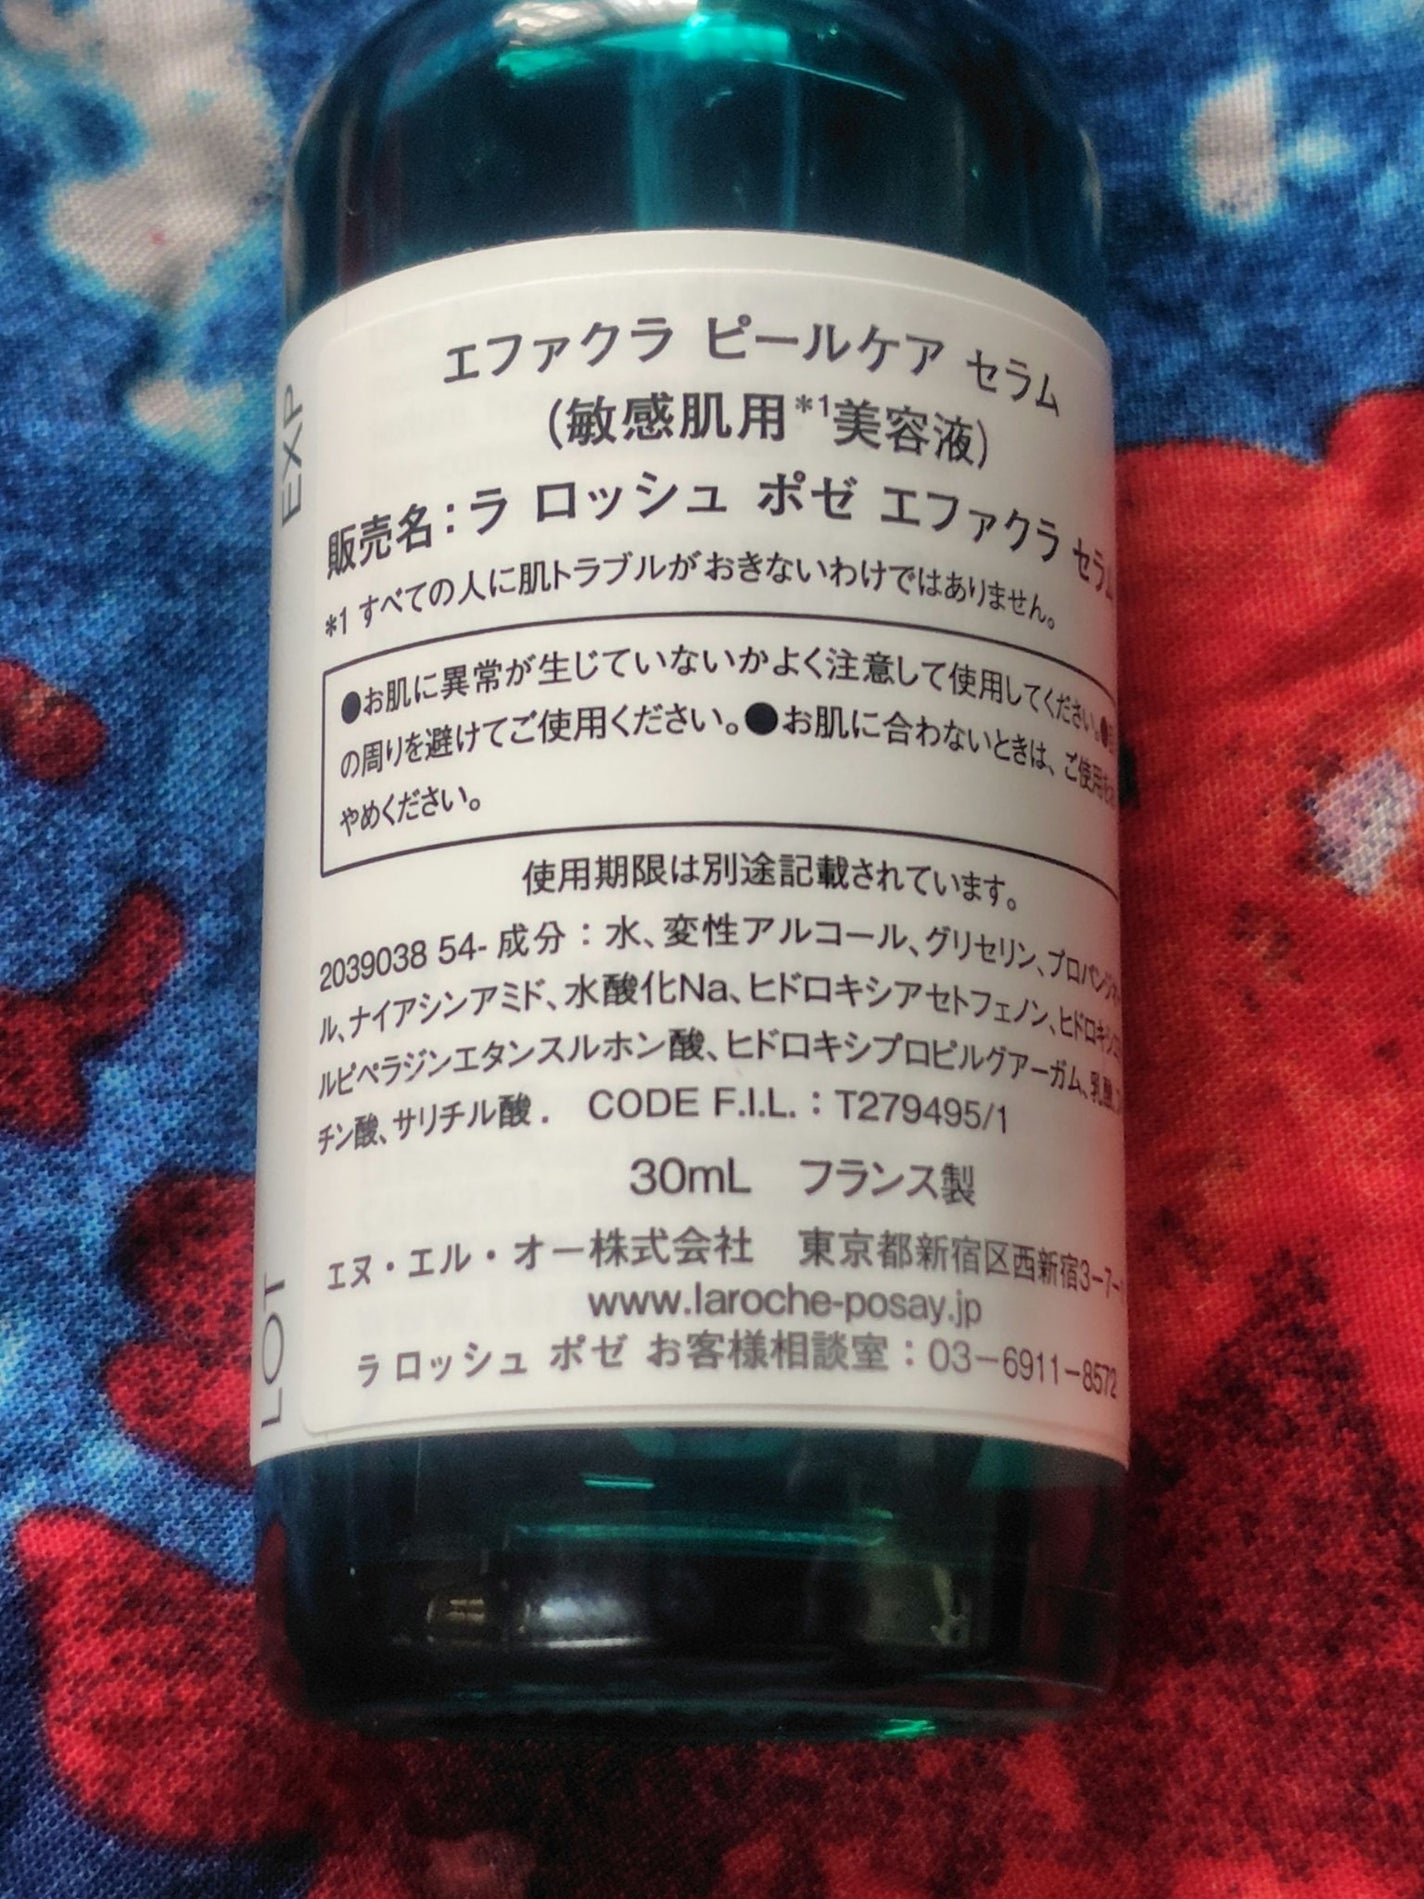 エファクラ ピールケア セラム
(敏感肌用*1美容液)
販売名:ラ ロッシュ ポゼ エファクラ セラム
*1 すべての人に肌トラブルがおきないわけではありません。
●お肌に異常が生じていないかよく注意して使用してください。●
の周りを避けてご使用ください。●お肌に合わないときは、ご使用を
やめください。
使用期限は別途記載されています。
2039038 54- 成分:水、変性アルコール、グリセリン、プロパンジ
ル、ナイアシンアミド、水酸化Na、ヒドロキシアセトフェノン、ヒドロキシ
ルピペラジンエタンスルホン酸、ヒドロキシプロピルグアーガム、乳酸、
チン酸、サリチル酸. CODE F.I.L.:T279495/1
30mL フランス製
エヌ・エル・オー株式会社 東京都新宿区西新宿3-7-
www.laroche-posay.jp
ラ ロッシュ ポゼ お客様相談室:03-6911-8572
EXP
LOT